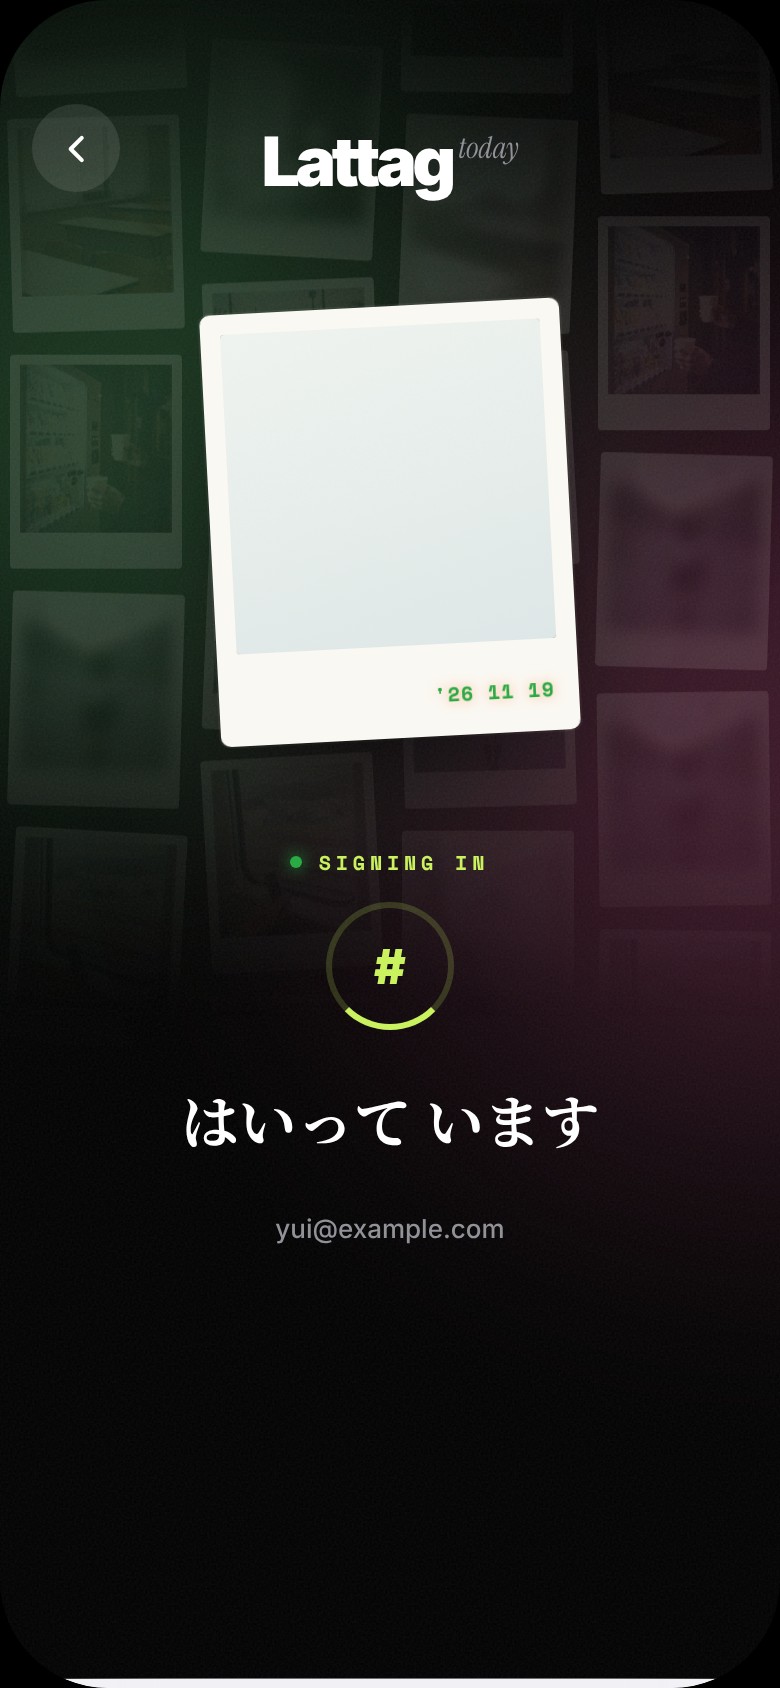 Lattag today
'26 11 19
SIGNING IN
#
はいって います
yui@example.com